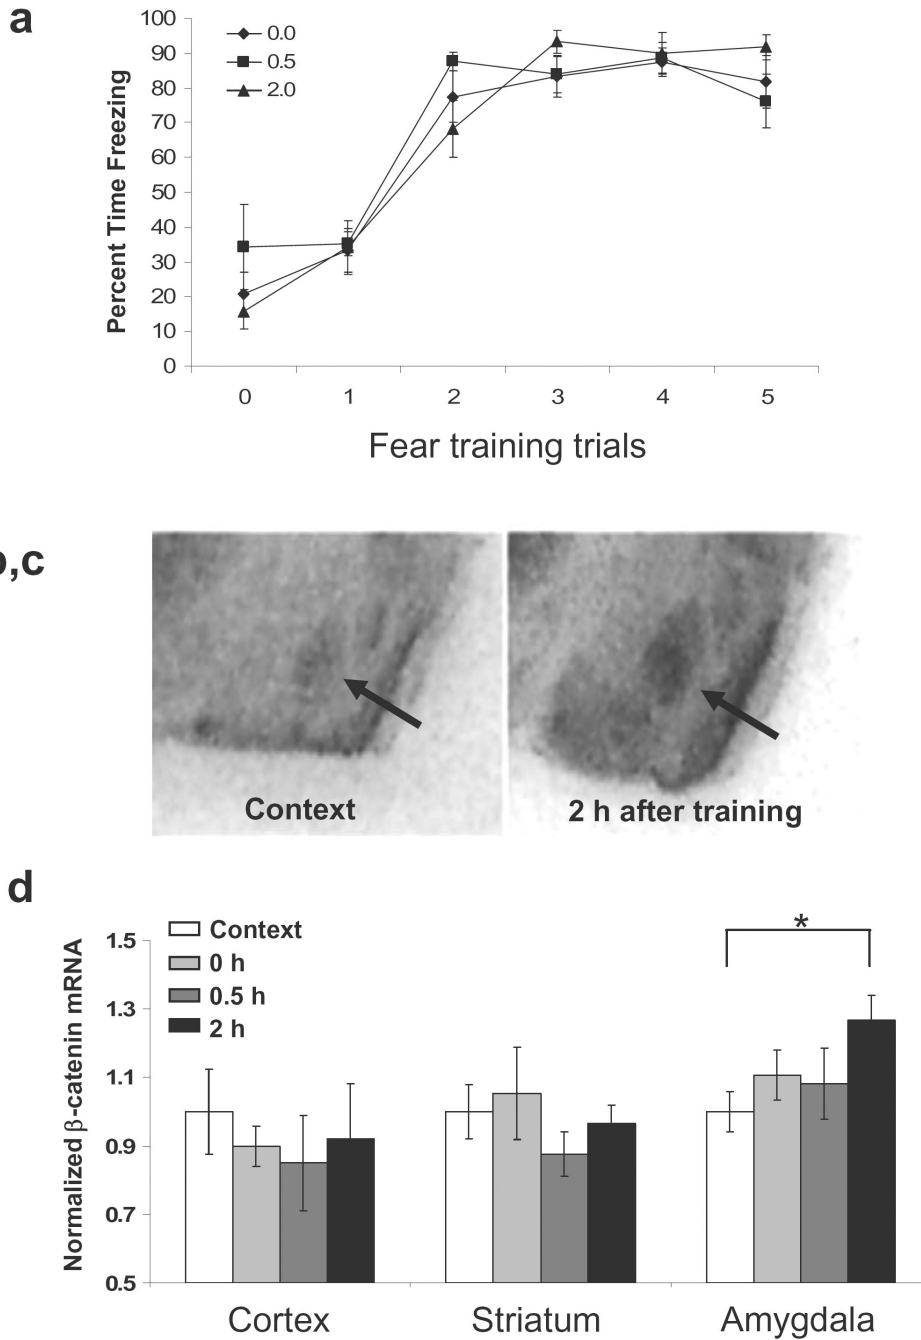 a
0.0
0.5
2.0
100
90
80
70
60
50
40
30
20
10
0
Percent Time Freezing
0 1 2 3 4 5
Fear training trials
b,c
Context
2 h after training
d
Context
0 h
0.5 h
2 h
*
1.5
1.3
1.1
0.9
0.7
0.5
Normalized β-catenin mRNA
Cortex Striatum Amygdala